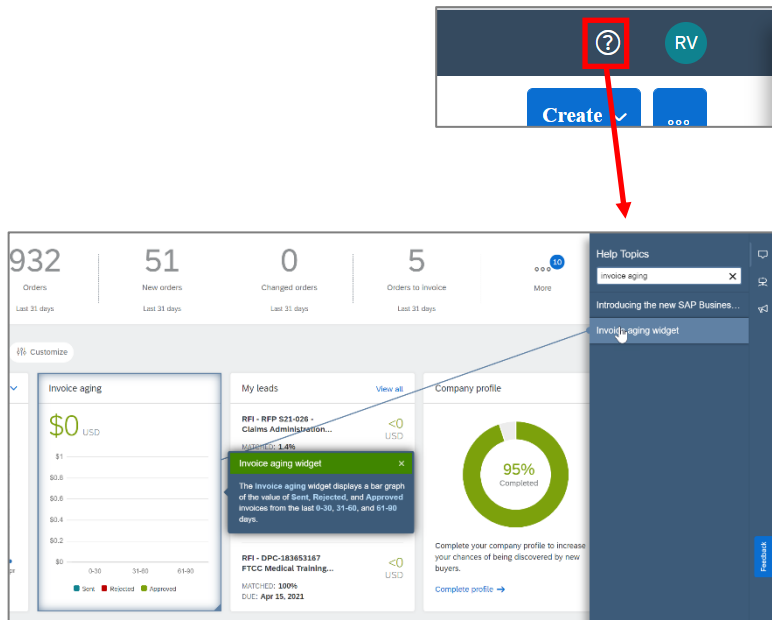 ?
RV
Create
932
Orders
Last 31 days
51
New orders
Last 31 days
0
Changed orders
Last 31 days
5
Orders to invoice
Last 31 days
10
More
Customize
Help Topics
invoice aging
Introducing the new SAP Busines...
Invoice aging widget
Invoice aging
$0 USD
$1
$0.8
$0.6
$0.4
$0.2
$0
0-30 31-60 61-90
Sent Rejected Approved
My leads
View all
RFI - RFP S21-026 -
Claims Administration...
<0
USD
MATCHED: 1.4%
Invoice aging widget
The Invoice aging widget displays a bar graph
of the value of Sent, Rejected, and Approved
invoices from the last 0-30, 31-60, and 61-90
days.
RFI - DPC-183653167
FTCC Medical Training...
<0
USD
MATCHED: 100%
DUE: Apr 15, 2021
Company profile
95%
Completed
Complete your company profile to increase
your chances of being discovered by new
buyers.
Complete profile →
Feedback